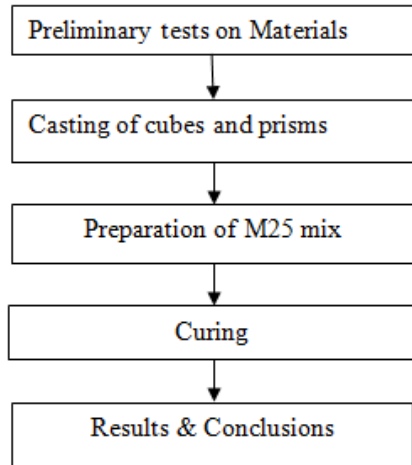 Preliminary tests on Materials
Casting of cubes and prisms
Preparation of M25 mix
Curing
Results & Conclusions